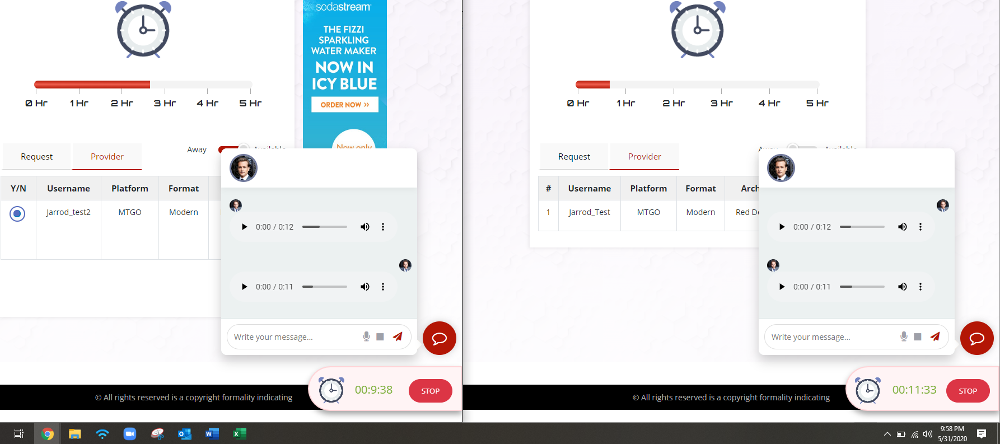 sodastream
THE FIZZI
SPARKLING
WATER MAKER
NOW IN
ICY BLUE
ORDER NOW >>
Now only
0 Hr 1 Hr 2 Hr 3 Hr 4 Hr 5 Hr
Request Provider Away
Y/N Username Platform Format
Jarrod_test2 MTGO Modern
0:00 / 0:12
0:00 / 0:11
Write your message...
00:9:38 STOP
© All rights reserved is a copyright formality indicating
0 Hr 1 Hr 2 Hr 3 Hr 4 Hr 5 Hr
Request Provider
# Username Platform Format Arch
1 Jarrod_Test MTGO Modern Red De
0:00 / 0:12
0:00 / 0:11
Write your message...
00:11:33 STOP
© All rights reserved is a copyright formality indicating
9:58 PM
5/31/2020